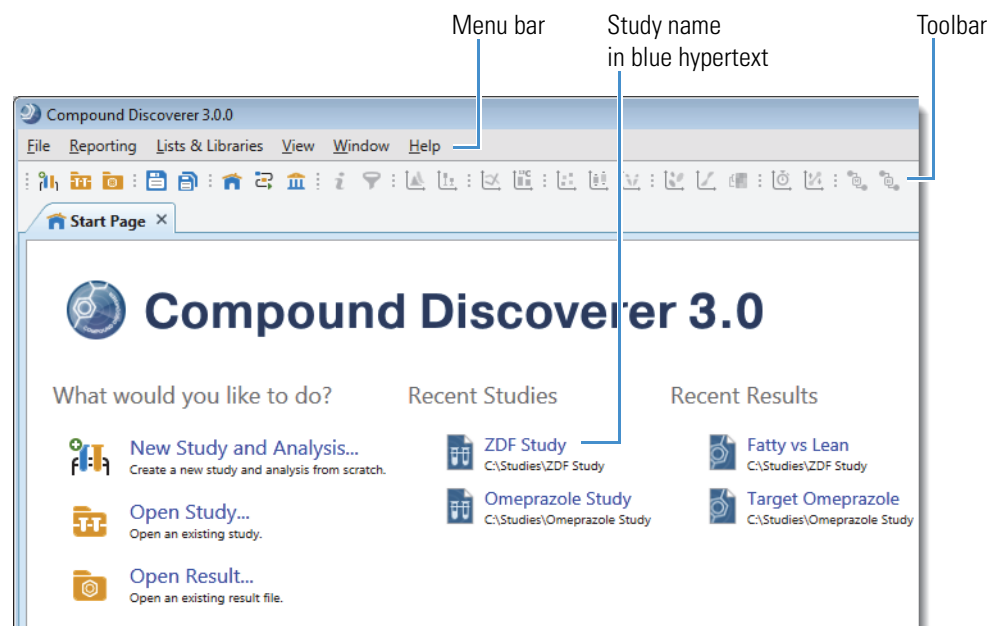 Menu bar
Study name
in blue hypertext
Toolbar
Compound Discoverer 3.0.0
File Reporting Lists & Libraries View Window Help
Start Page
Compound Discoverer 3.0
What would you like to do?
Recent Studies
Recent Results
New Study and Analysis...
Create a new study and analysis from scratch.
ZDF Study
C:\Studies\ZDF Study
Fatty vs Lean
C:\Studies\ZDF Study
Open Study...
Open an existing study.
Omeprazole Study
C:\Studies\Omeprazole Study
Target Omeprazole
C:\Studies\Omeprazole Study
Open Result...
Open an existing result file.